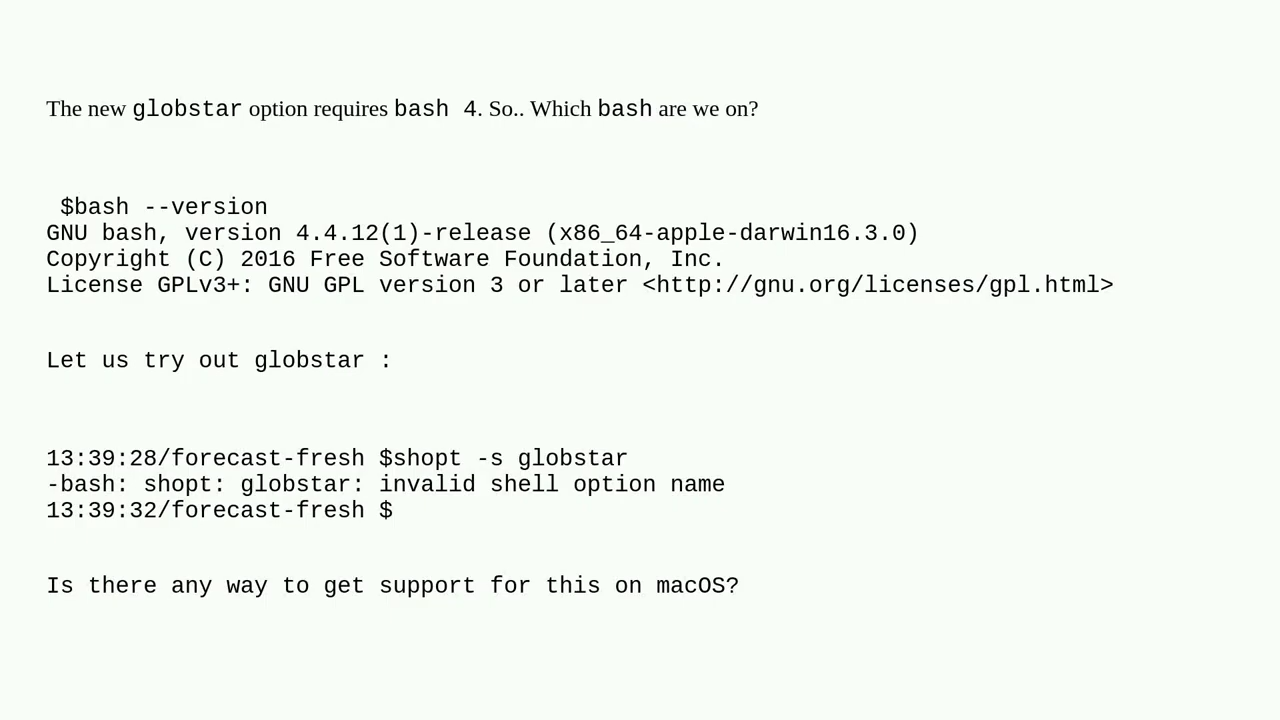 The new globstar option requires bash 4. So.. Which bash are we on?
$bash --version
GNU bash, version 4.4.12(1)-release (x86_64-apple-darwin16.3.0)
Copyright (C) 2016 Free Software Foundation, Inc.
License GPLv3+: GNU GPL version 3 or later <http://gnu.org/licenses/gpl.html>
Let us try out globstar :
13:39:28/forecast-fresh $shopt -s globstar
-bash: shopt: globstar: invalid shell option name
13:39:32/forecast-fresh $
Is there any way to get support for this on macOS?